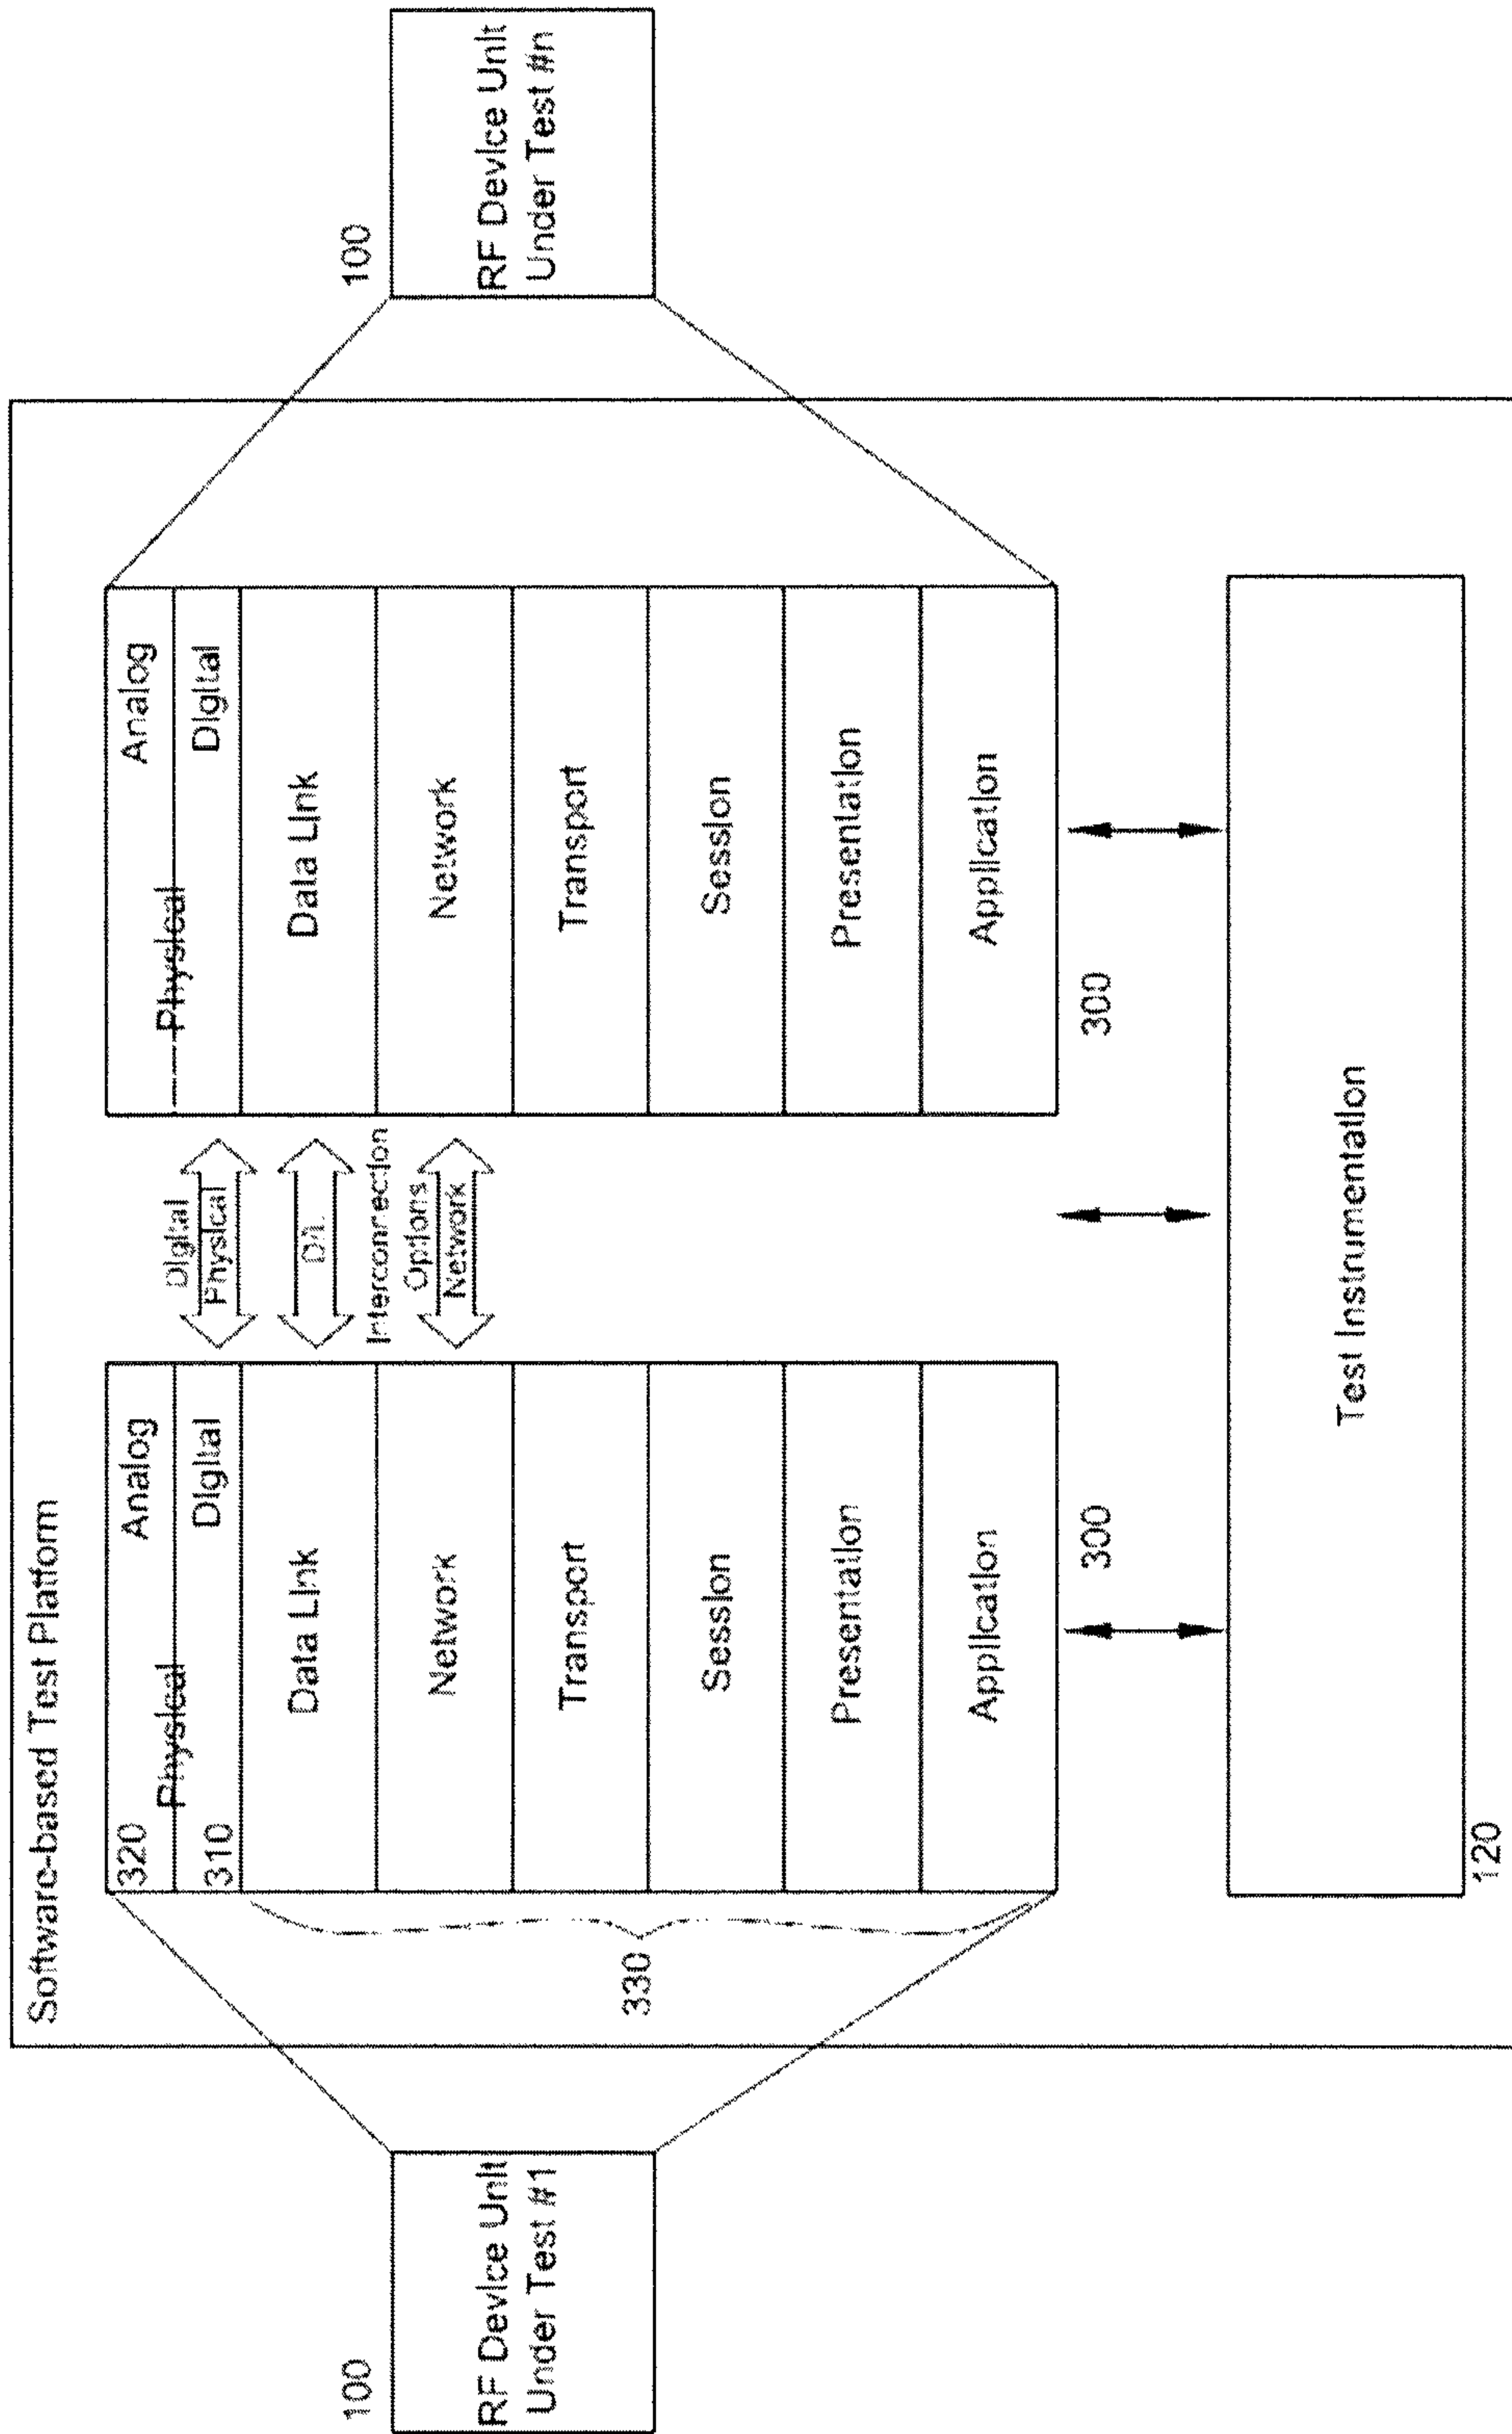 Software-based Test Platform
100
RF Device Unit
Under Test #1
320
Physical
Analog
310
Digital
Data Link
Network
Transport
Session
Presentation
Application
330
300
Digital
Physical
D/L
Interconnection
Options
Network
Physical
Analog
Digital
Data Link
Network
Transport
Session
Presentation
Application
300
100
RF Device Unit
Under Test #n
Test Instrumentation
120